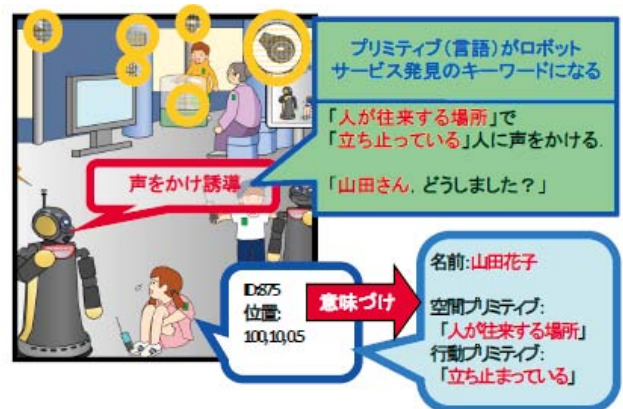 プリミティブ（言語）がロボット
サービス発見のキーワードになる
「人が往来する場所」で
「立ち止っている」人に声をかける.
「山田さん, どうしました？」
声をかけ誘導
ID:875
位置:
100,10,0.5
意味づけ
名前:山田花子
空間プリミティブ:
「人が往来する場所」
行動プリミティブ:
「立ち止まっている」